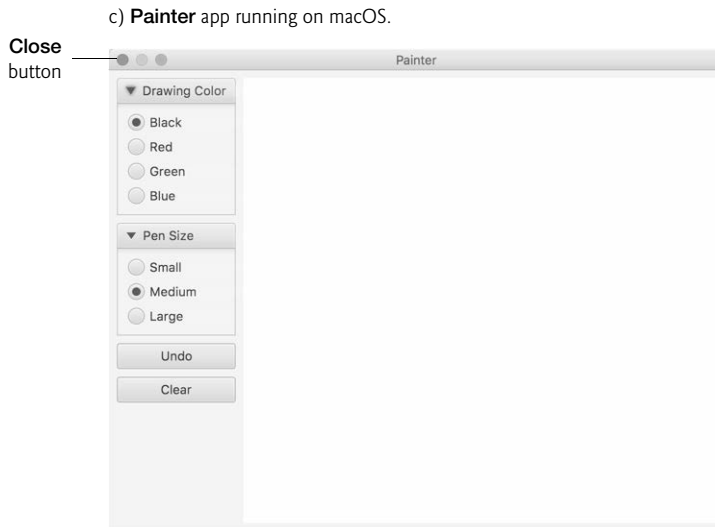 c) Painter app running on macOS.
Close
button
Painter
Drawing Color
Black
Red
Green
Blue
Pen Size
Small
Medium
Large
Undo
Clear